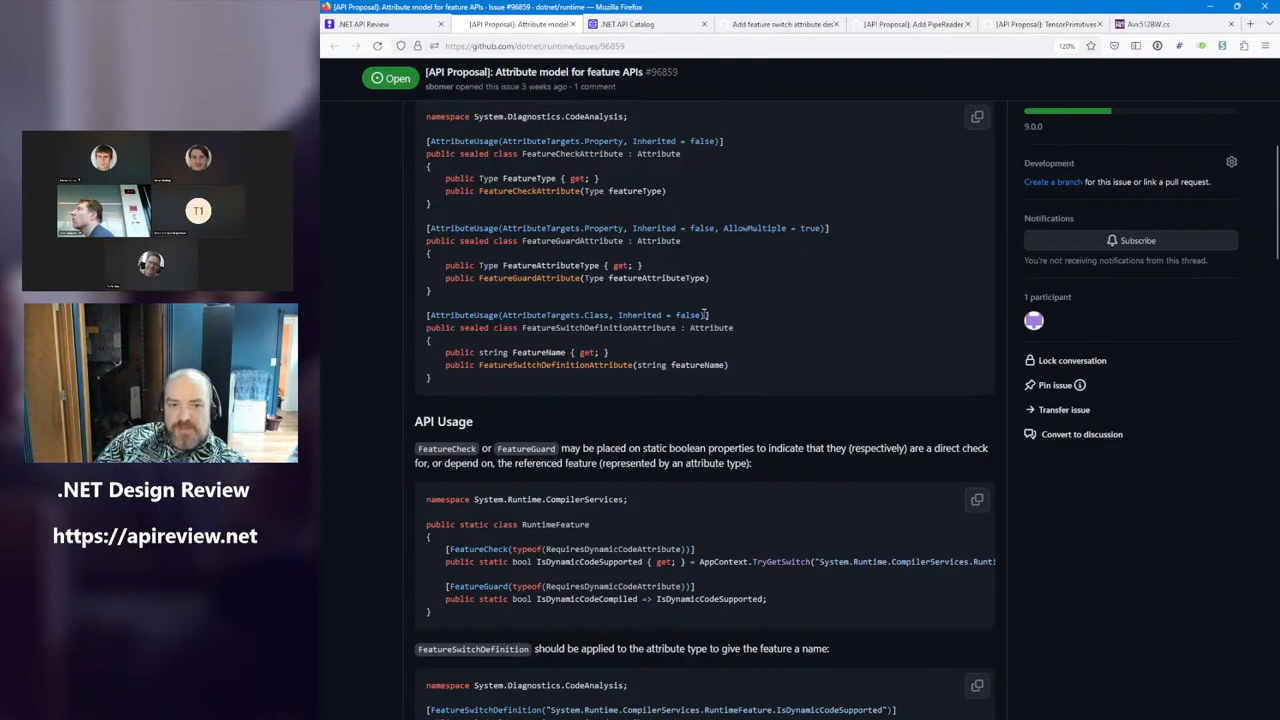 [API Proposal]: Attribute model for feature APIs · Issue #96859 · dotnet/runtime — Mozilla Firefox
.NET API Review
[API Proposal]: Attribute model
.NET API Catalog
Add feature switch attribute des
[API Proposal]: Add PipeReader
[API Proposal]: TensorPrimitives
Avx512BW.cs
https://github.com/dotnet/runtime/issues/96859
120%
Open
[API Proposal]: Attribute model for feature APIs #96859
sbomer opened this issue 3 weeks ago · 1 comment
namespace System.Diagnostics.CodeAnalysis;
[AttributeUsage(AttributeTargets.Property, Inherited = false)]
public sealed class FeatureCheckAttribute : Attribute
{
public Type FeatureType { get; }
public FeatureCheckAttribute(Type featureType)
}
[AttributeUsage(AttributeTargets.Property, Inherited = false, AllowMultiple = true)]
public sealed class FeatureGuardAttribute : Attribute
{
public Type FeatureAttributeType { get; }
public FeatureGuardAttribute(Type featureAttributeType)
}
[AttributeUsage(AttributeTargets.Class, Inherited = false)]
public sealed class FeatureSwitchDefinitionAttribute : Attribute
{
public string FeatureName { get; }
public FeatureSwitchDefinitionAttribute(string featureName)
}
API Usage
FeatureCheck or FeatureGuard may be placed on static boolean properties to indicate that they (respectively) are a direct check
for, or depend on, the referenced feature (represented by an attribute type):
namespace System.Runtime.CompilerServices;
public static class RuntimeFeature
{
[FeatureCheck(typeof(RequiresDynamicCodeAttribute))]
public static bool IsDynamicCodeSupported { get; } = AppContext.TryGetSwitch("System.Runtime.CompilerServices.Runti
[FeatureGuard(typeof(RequiresDynamicCodeAttribute))]
public static bool IsDynamicCodeCompiled => IsDynamicCodeSupported;
}
FeatureSwitchDefinition should be applied to the attribute type to give the feature a name:
namespace System.Diagnostics.CodeAnalysis;
[FeatureSwitchDefinition("System.Runtime.CompilerServices.RuntimeFeature.IsDynamicCodeSupported")]
9.0.0
Development
Create a branch for this issue or link a pull request.
Notifications
Subscribe
You're not receiving notifications from this thread.
1 participant
Lock conversation
Pin issue
Transfer issue
Convert to discussion
T1
.NET Design Review
https://apireview.net